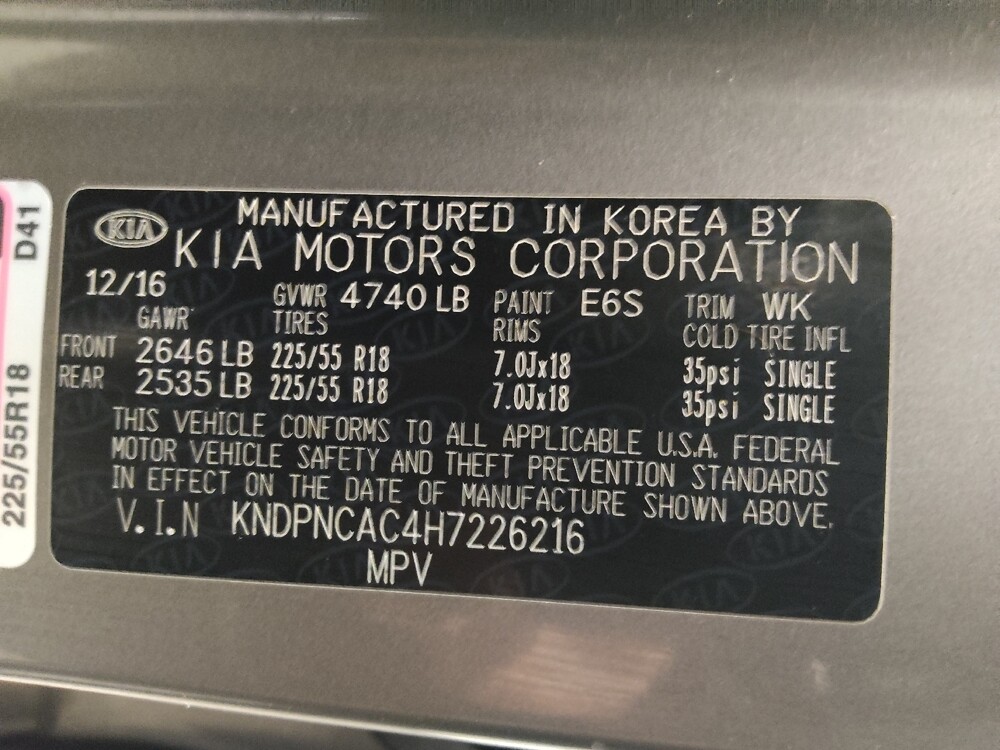 KIA
MANUFACTURED IN KOREA BY
KIA MOTORS CORPORATION
12/16 GVWR 4740 LB PAINT E6S TRIM WK
GAWR TIRES RIMS COLD TIRE INFL
FRONT 2646 LB 225/55 R18 7.0Jx18 35psi SINGLE
REAR 2535 LB 225/55 R18 7.0Jx18 35psi SINGLE
THIS VEHICLE CONFORMS TO ALL APPLICABLE U.S.A. FEDERAL
MOTOR VEHICLE SAFETY AND THEFT PREVENTION STANDARDS
IN EFFECT ON THE DATE OF MANUFACTURE SHOWN ABOVE.
V.I.N KNDPNCAC4H7226216
MPV
225/55R18 D41